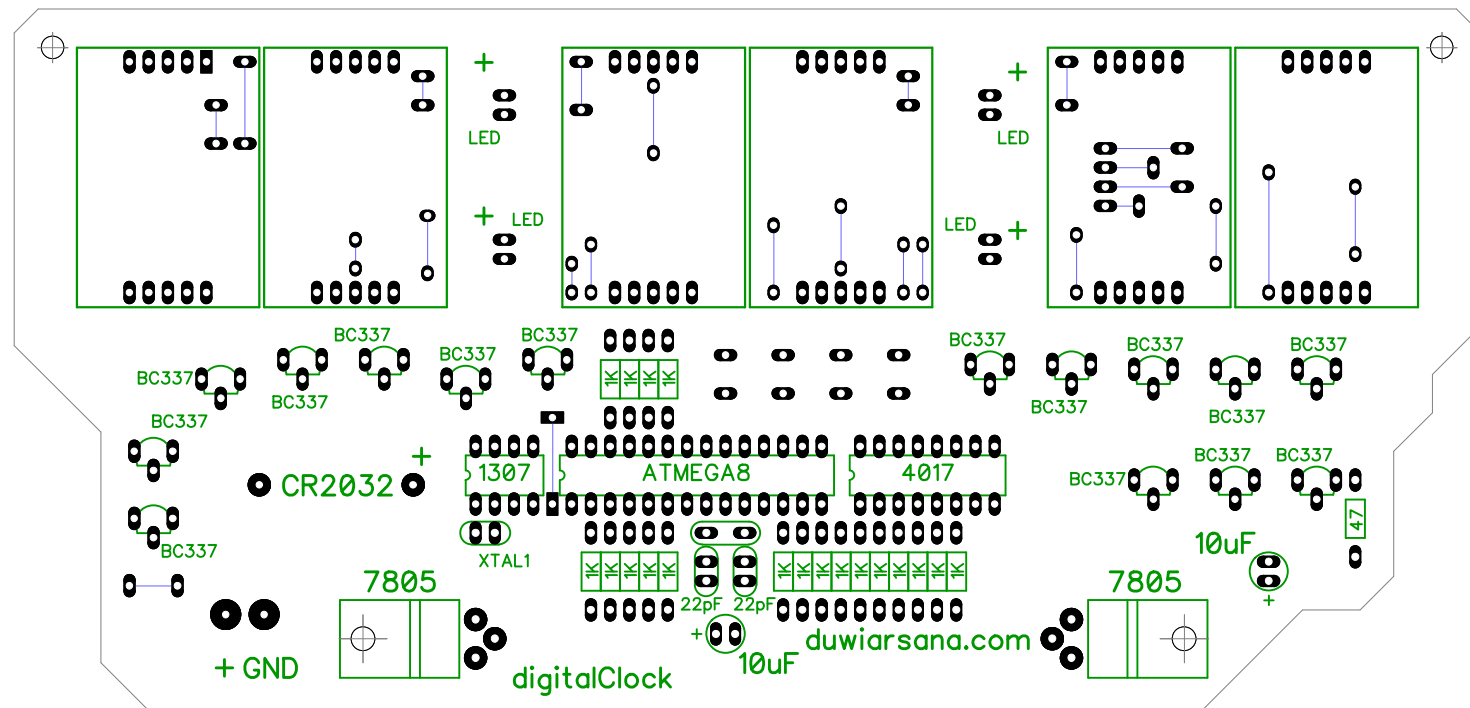 +
+
LED
LED
+
LED
LED
+
BC337
BC337
BC337
BC337
BC337
BC337
BC337
BC337
BC337
BC337
1K
1K
1K
1K
+
CR2032
1307
ATMEGA8
4017
BC337
BC337
BC337
47
BC337
XTAL1
10uF
+
7805
1K
1K
1K
1K
1K
22pF
22pF
1K
1K
1K
1K
1K
1K
1K
1K
1K
1K
7805
+
10uF
duwiarsana.com
+ GND
digitalClock